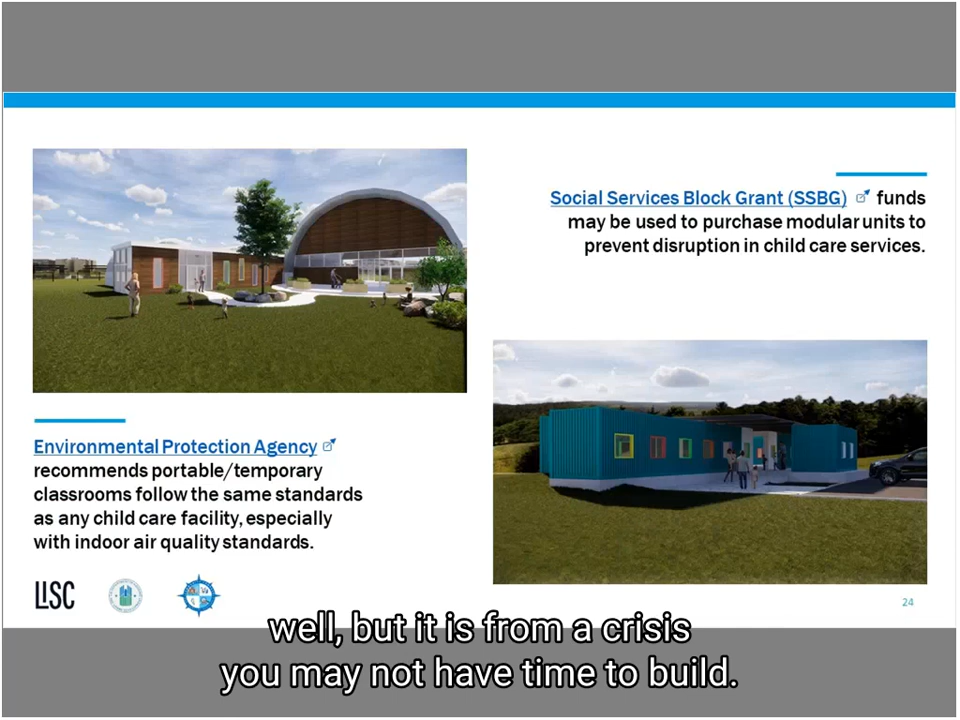 Social Services Block Grant (SSBG) funds
may be used to purchase modular units to
prevent disruption in child care services.
Environmental Protection Agency
recommends portable/temporary
classrooms follow the same standards
as any child care facility, especially
with indoor air quality standards.
LISC
24
well, but it is from a crisis
you may not have time to build.